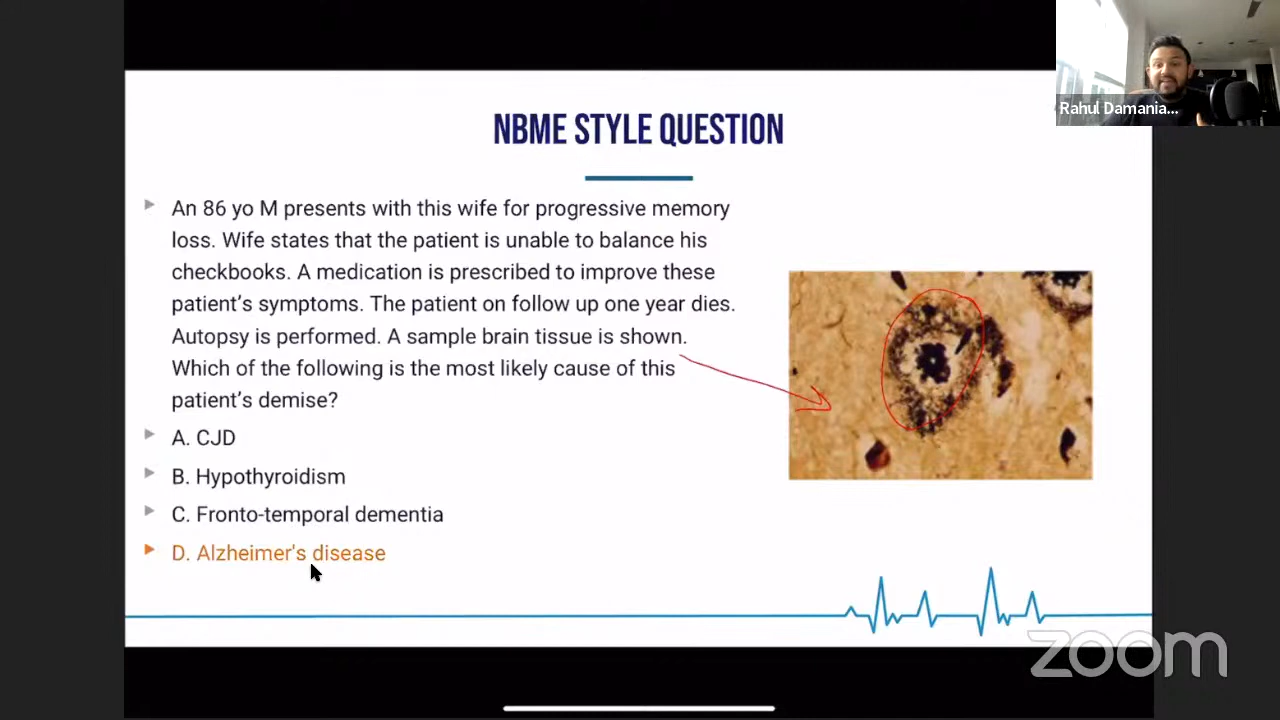 NBME STYLE QUESTION
Rahul Damania...
An 86 yo M presents with this wife for progressive memory
loss. Wife states that the patient is unable to balance his
checkbooks. A medication is prescribed to improve these
patient's symptoms. The patient on follow up one year dies.
Autopsy is performed. A sample brain tissue is shown.
Which of the following is the most likely cause of this
patient's demise?
A. CJD
B. Hypothyroidism
C. Fronto-temporal dementia
D. Alzheimer's disease
zoom